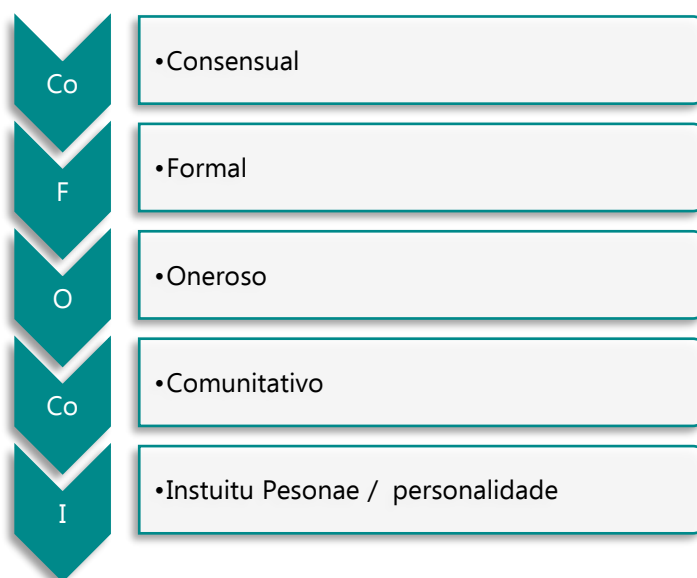 Co
•Consensual
F
•Formal
O
•Oneroso
Co
•Comunitativo
I
•Instuitu Pesonae / personalidade